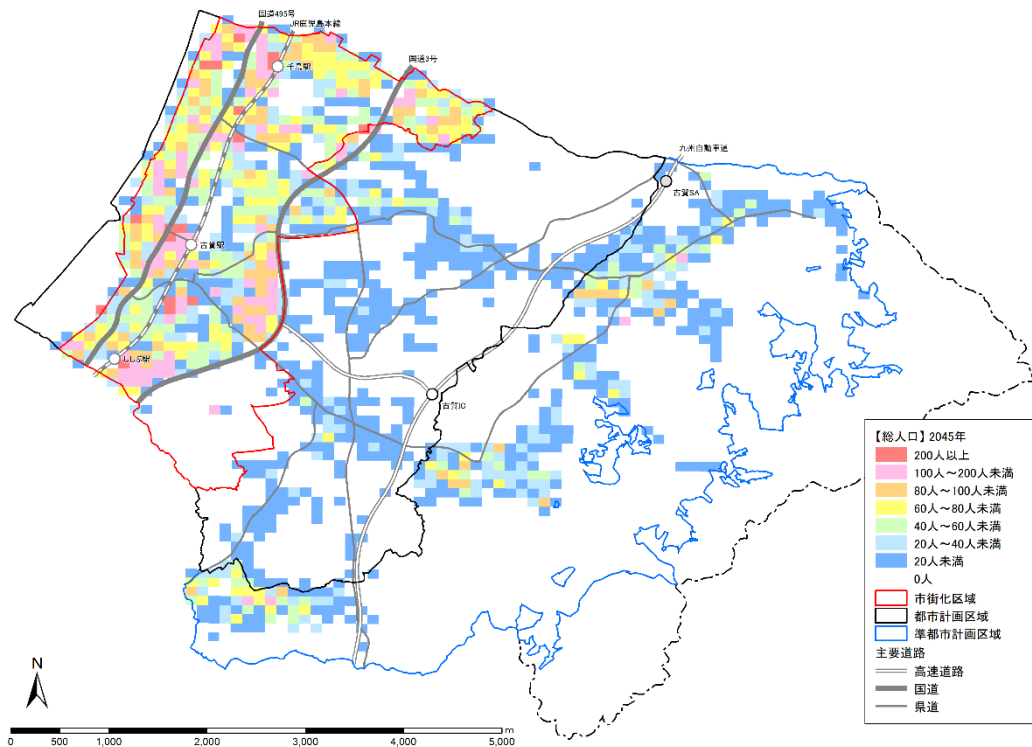 国道495号
JR鹿児島本線
千鳥駅
国道3号
九州自動車道
古賀SA
古賀駅
ししぶ駅
古賀IC
【総人口】2045年
200人以上
100人～200人未満
80人～100人未満
60人～80人未満
40人～60人未満
20人～40人未満
20人未満
0人
市街化区域
都市計画区域
準都市計画区域
主要道路
高速道路
国道
県道
N
0 500 1,000 2,000 3,000 4,000 5,000 m